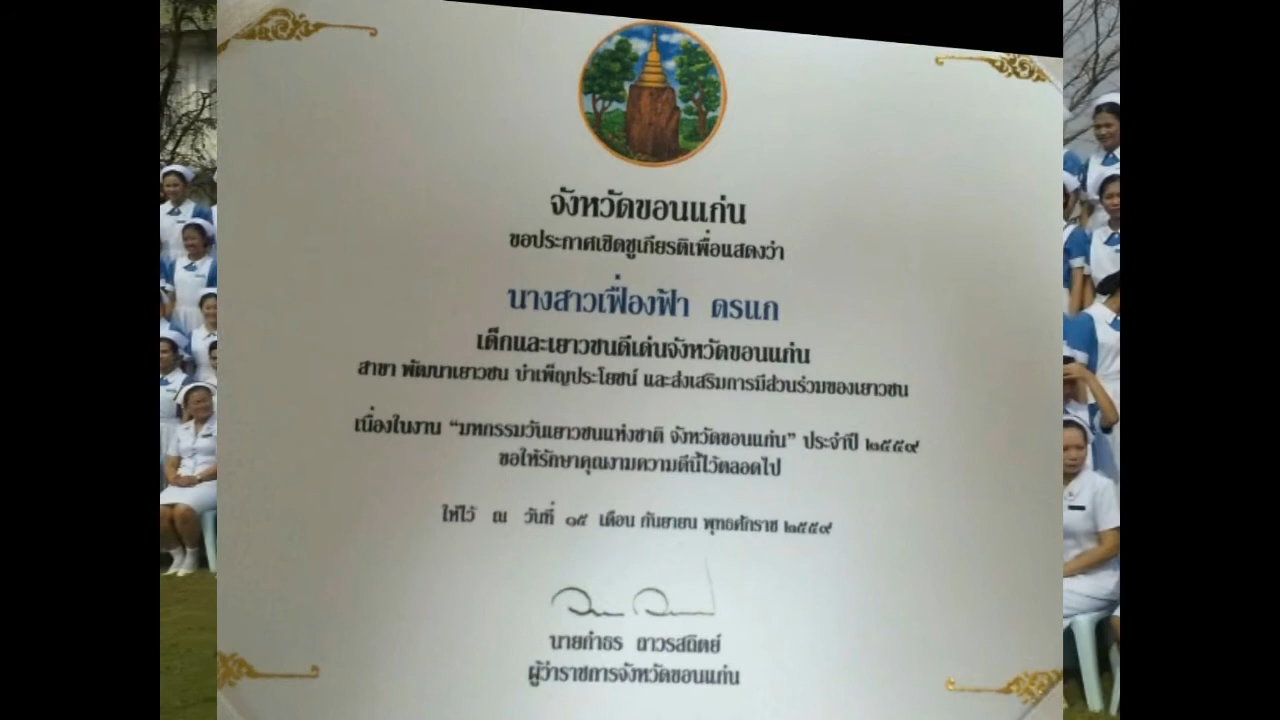 จังหวัดขอนแก่น
ขอประกาศเชิดชูเกียรติเพื่อแสดงว่า
นางสาวเฟื่องฟ้า ดรแก
เด็กและเยาวชนดีเด่นจังหวัดขอนแก่น
สาขา พัฒนาเยาวชน บำเพ็ญประโยชน์ และส่งเสริมการมีส่วนร่วมของเยาวชน
เนื่องในงาน “มหกรรมวันเยาวชนแห่งชาติ จังหวัดขอนแก่น” ประจำปี ๒๕๕๙
ขอให้รักษาคุณงามความดีนี้ไว้ตลอดไป
ให้ไว้ ณ วันที่ ๑๕ เดือน กันยายน พุทธศักราช ๒๕๕๙
นายกำธร ถาวรสถิตย์
ผู้ว่าราชการจังหวัดขอนแก่น